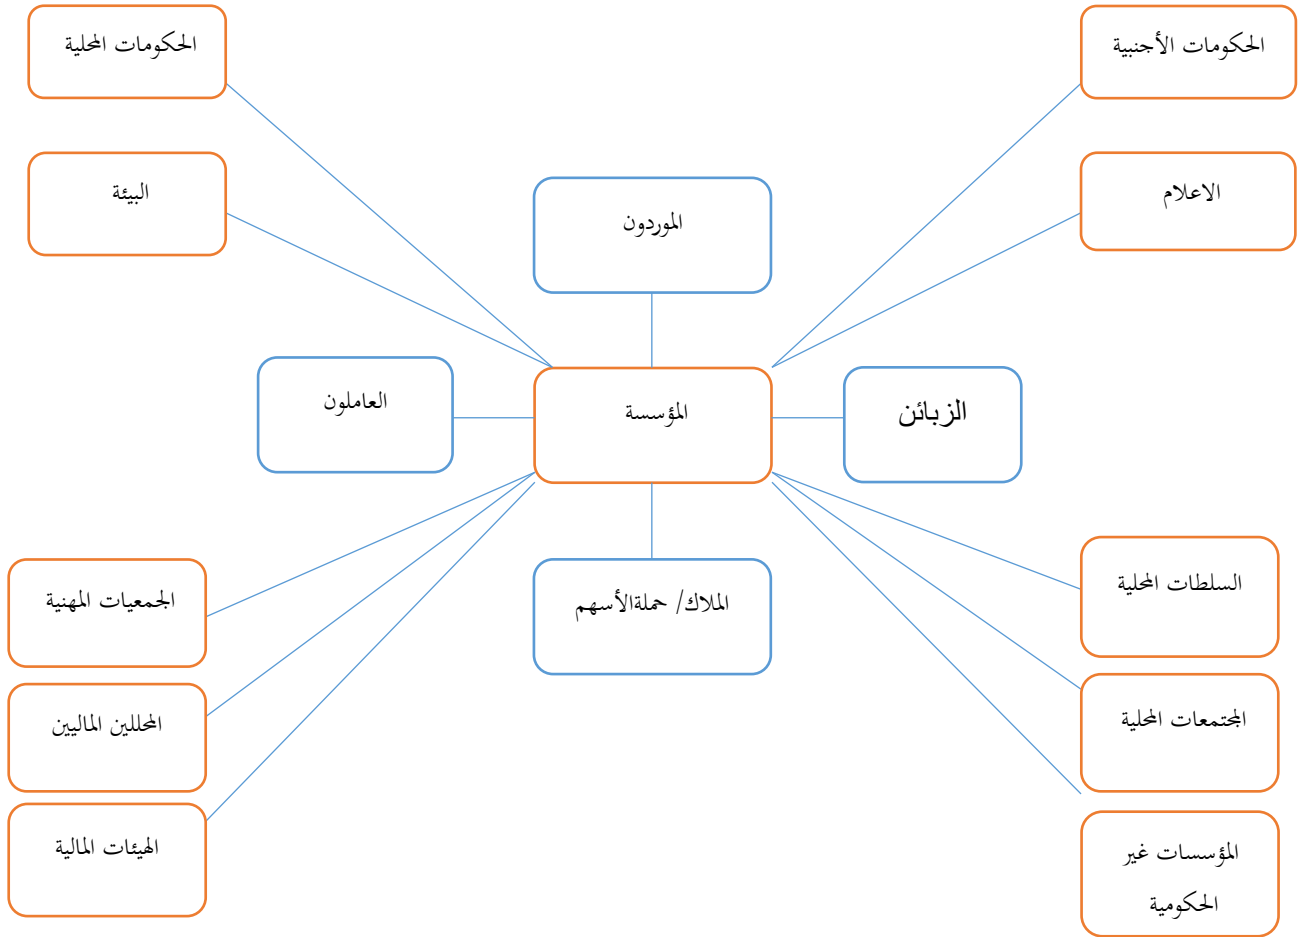 الحكومات الأجنبية
الحكومات المحلية
الاعلام
البيئة
الموردون
الزبائن
المؤسسة
العاملون
الملاك/ حملةالأسهم
السلطات المحلية
الجمعيات المهنية
المجتمعات المحلية
المحللين الماليين
المؤسسات غير
الحكومية
الهيئات المالية